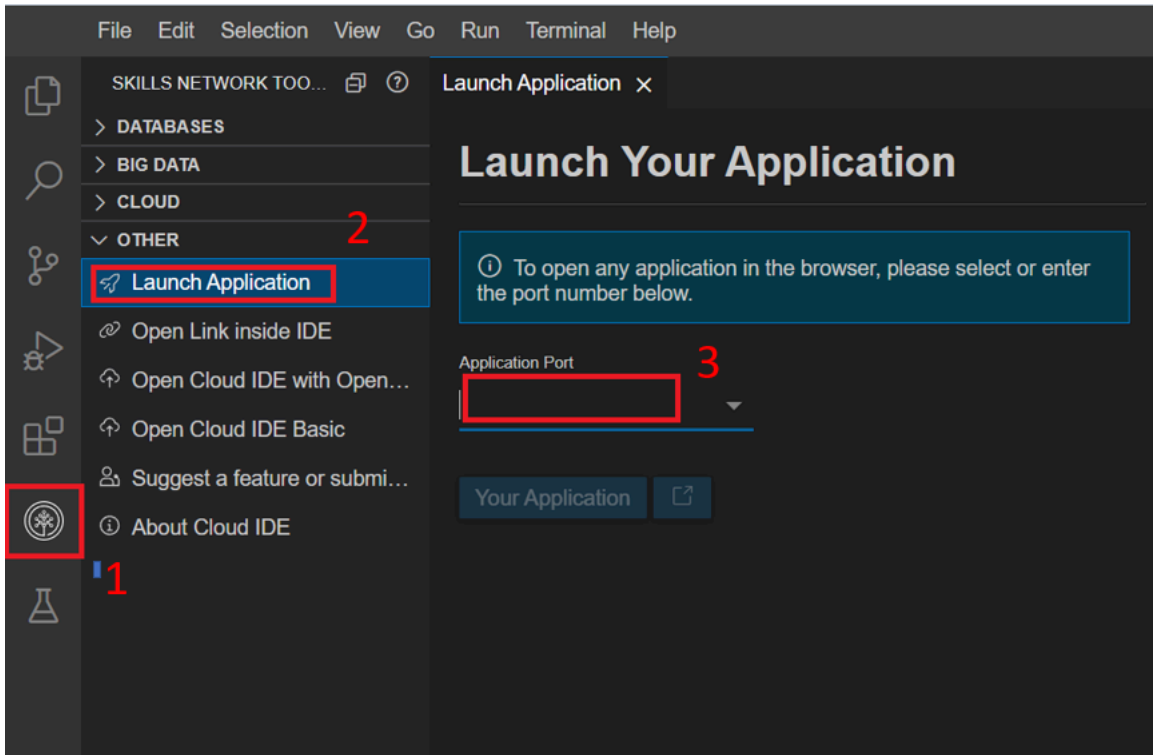 File Edit Selection View Go Run Terminal Help
SKILLS NETWORK TOO...
Launch Application
DATABASES
BIG DATA
CLOUD
OTHER
2
Launch Application
Open Link inside IDE
Open Cloud IDE with Open...
Open Cloud IDE Basic
Suggest a feature or submi...
About Cloud IDE
1
Launch Your Application
To open any application in the browser, please select or enter
the port number below.
Application Port
3
Your Application